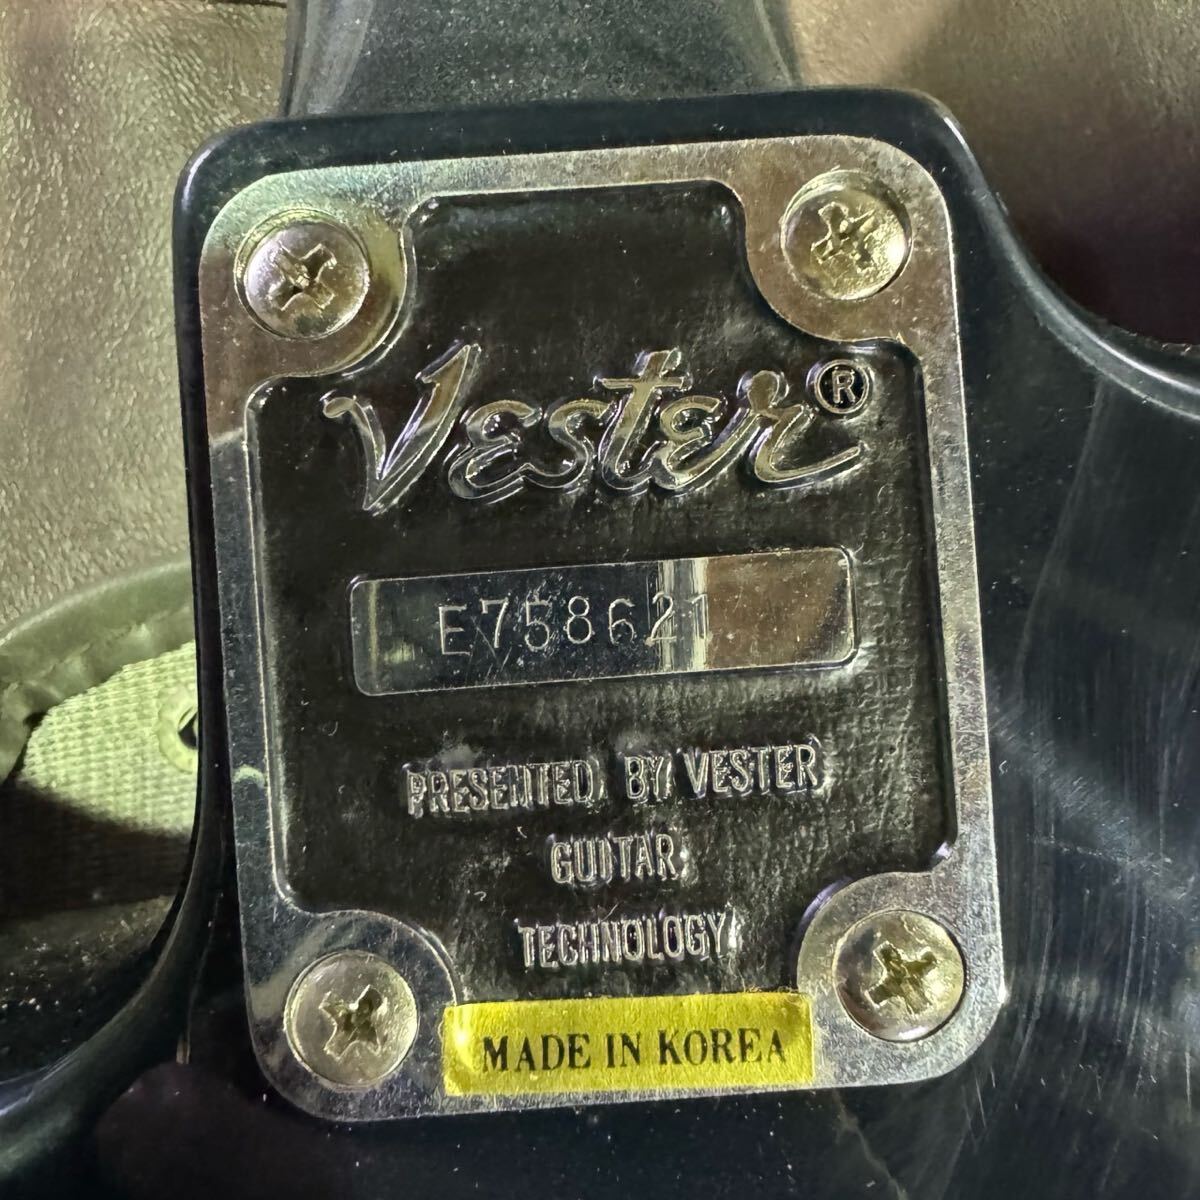 Vester®
E758621
PRESENTED BY VESTER
GUITAR
TECHNOLOGY
MADE IN KOREA